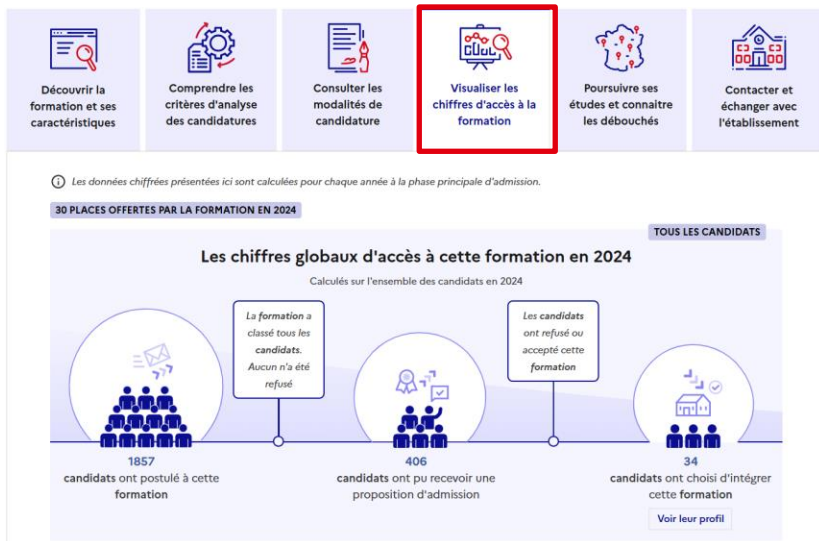 Découvrir la
formation et ses
caractéristiques
Comprendre les
critères d'analyse
des candidatures
Consulter les
modalités de
candidature
Visualiser les
chiffres d'accès à la
formation
Poursuivre ses
études et connaitre
les débouchés
Contacter et
échanger avec
l'établissement
Les données chiffrées présentées ici sont calculées pour chaque année à la phase principale d'admission.
30 PLACES OFFERTES PAR LA FORMATION EN 2024
TOUS LES CANDIDATS
Les chiffres globaux d'accès à cette formation en 2024
Calculés sur l'ensemble des candidats en 2024
La formation a
classé tous les
candidats.
Aucun n'a été
refusé
Les candidats
ont refusé ou
accepté cette
formation
1857
candidats ont postulé à cette
formation
406
candidats ont pu recevoir une
proposition d'admission
34
candidats ont choisi d'intégrer
cette formation
Voir leur profil